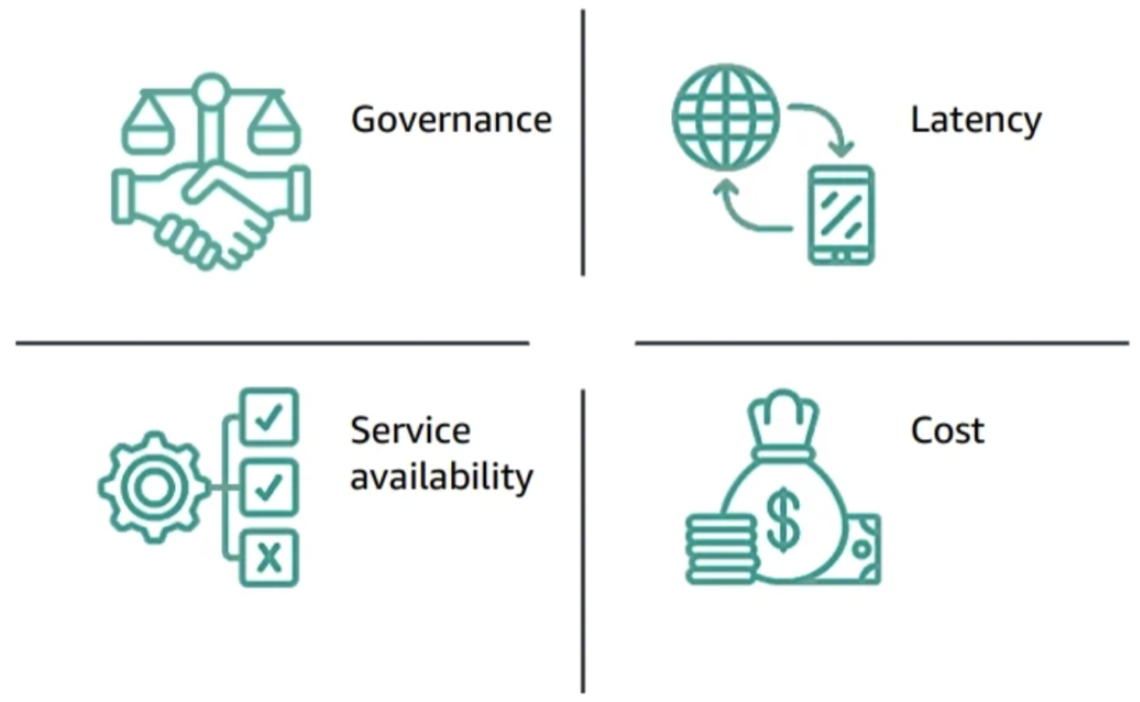 Governance
Latency
Service
availability
Cost
$